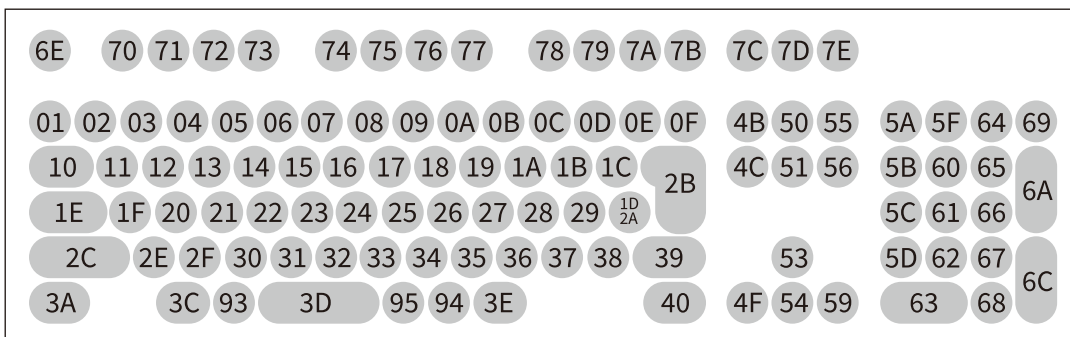 6E 70 71 72 73 74 75 76 77 78 79 7A 7B 7C 7D 7E
01 02 03 04 05 06 07 08 09 0A 0B 0C 0D 0E 0F 4B 50 55 5A 5F 64 69
10 11 12 13 14 15 16 17 18 19 1A 1B 1C 2B 4C 51 56 5B 60 65 6A
1E 1F 20 21 22 23 24 25 26 27 28 29 1D 2A 5C 61 66
2C 2E 2F 30 31 32 33 34 35 36 37 38 39 53 5D 62 67 6C
3A 3C 93 3D 95 94 3E 40 4F 54 59 63 68